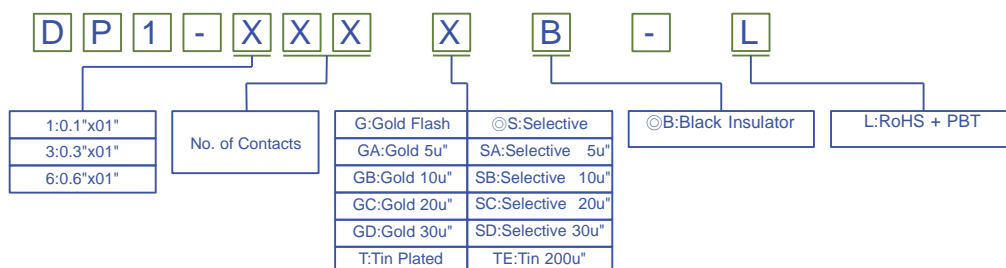 D P 1 - X X X X B - L
1:0.1"x01"
3:0.3"x01"
6:0.6"x01"
No. of Contacts
G:Gold Flash ◎S:Selective
GA:Gold 5u" SA:Selective 5u"
GB:Gold 10u" SB:Selective 10u"
GC:Gold 20u" SC:Selective 20u"
GD:Gold 30u" SD:Selective 30u"
T:Tin Plated TE:Tin 200u"
◎B:Black Insulator
L:RoHS + PBT